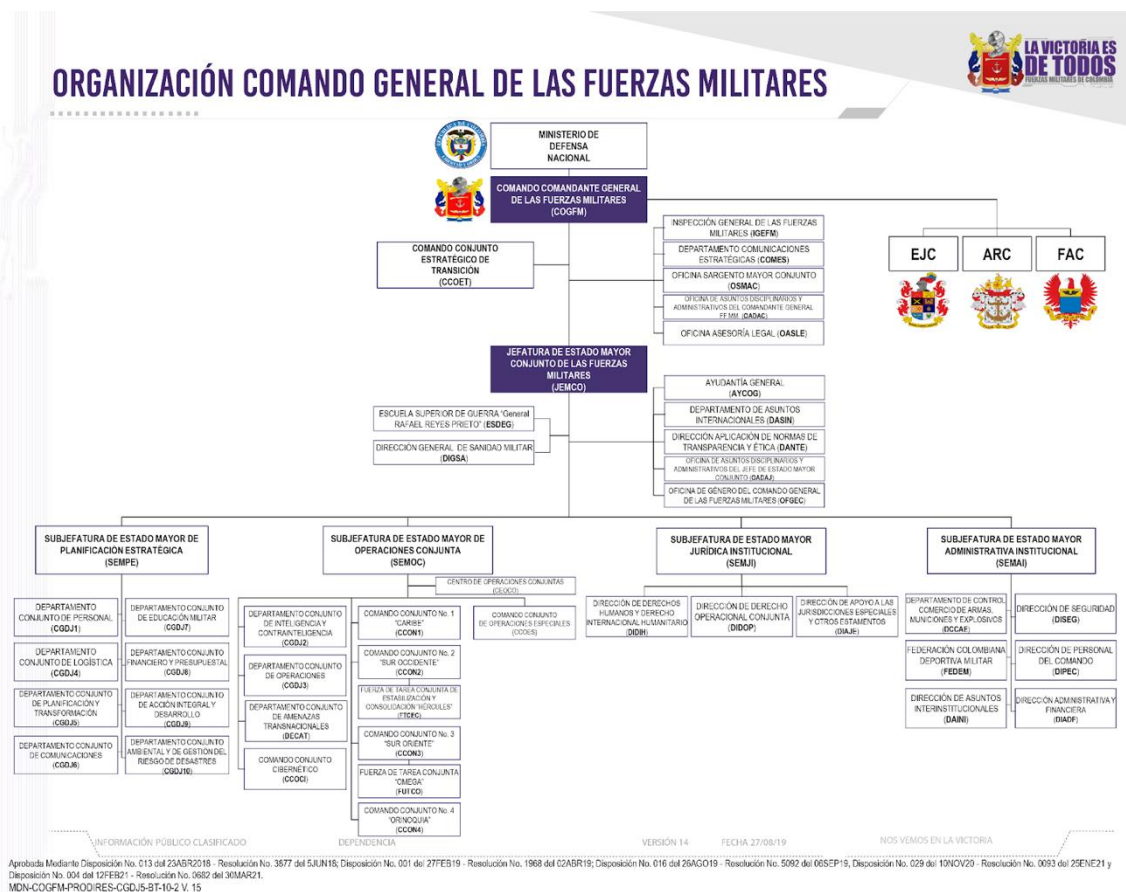 LA VICTORIA ES
DE TODOS
FUERZAS MILITARES DE COLOMBIA
ORGANIZACIÓN COMANDO GENERAL DE LAS FUERZAS MILITARES
MINISTERIO DE
DEFENSA
NACIONAL
COMANDO COMANDANTE GENERAL
DE LAS FUERZAS MILITARES
(COGFM)
COMANDO CONJUNTO
ESTRATÉGICO DE
TRANSICIÓN
(CCOET)
INSPECCIÓN GENERAL DE LAS FUERZAS
MILITARES (IGEFM)
DEPARTAMENTO COMUNICACIONES
ESTRATÉGICAS (COMES)
OFICINA SARGENTO MAYOR CONJUNTO
(OSMAC)
OFICINA DE ASUNTOS DISCIPLINARIOS Y
ADMINISTRATIVOS DEL COMANDANTE GENERAL
FF.MM. (OADAC)
OFICINA ASESORÍA LEGAL (OASLE)
EJC
ARC
FAC
JEFATURA DE ESTADO MAYOR
CONJUNTO DE LAS FUERZAS
MILITARES
(JEMCO)
ESCUELA SUPERIOR DE GUERRA "General
RAFAEL REYES PRIETO" (ESDEG)
DIRECCIÓN GENERAL DE SANIDAD MILITAR
(DIGSA)
AYUDANTÍA GENERAL
(AYCOG)
DEPARTAMENTO DE ASUNTOS
INTERNACIONALES (DASIN)
DIRECCIÓN APLICACIÓN DE NORMAS DE
TRANSPARENCIA Y ÉTICA (DANTE)
OFICINA DE ASUNTOS DISCIPLINARIOS Y
ADMINISTRATIVOS DEL JEFE DE ESTADO MAYOR
CONJUNTO (OADAJ)
OFICINA DE GÉNERO DEL COMANDO GENERAL
DE LAS FUERZAS MILITARES (OFGEC)
SUBJEFATURA DE ESTADO MAYOR DE
PLANIFICACIÓN ESTRATÉGICA
(SEMPE)
DEPARTAMENTO
CONJUNTO DE PERSONAL
(CGDJ1)
DEPARTAMENTO CONJUNTO
DE EDUCACIÓN MILITAR
(CGDJ7)
DEPARTAMENTO
CONJUNTO DE LOGÍSTICA
(CGDJ4)
DEPARTAMENTO CONJUNTO
FINANCIERO Y PRESUPUESTAL
(CGDJ8)
DEPARTAMENTO CONJUNTO
DE PLANIFICACIÓN Y
TRANSFORMACIÓN
(CGDJ5)
DEPARTAMENTO CONJUNTO
DE ACCIÓN INTEGRAL Y
DESARROLLO
(CGDJ9)
DEPARTAMENTO CONJUNTO
DE COMUNICACIONES
(CGDJ6)
DEPARTAMENTO CONJUNTO
AMBIENTAL Y DE GESTIÓN DEL
RIESGO DE DESASTRES
(CGDJ10)
SUBJEFATURA DE ESTADO MAYOR DE
OPERACIONES CONJUNTA
(SEMOC)
CENTRO DE OPERACIONES CONJUNTAS
(CEOCO)
DEPARTAMENTO CONJUNTO
DE INTELIGENCIA Y
CONTRAINTELIGENCIA
(CGDJ2)
DEPARTAMENTO CONJUNTO
DE OPERACIONES
(CGDJ3)
DEPARTAMENTO CONJUNTO
DE AMENAZAS
TRANSNACIONALES
(DECAT)
COMANDO CONJUNTO
CIBERNÉTICO
(CCOCI)
COMANDO CONJUNTO No. 1
"CARIBE"
(CCON1)
COMANDO CONJUNTO No. 2
"SUR OCCIDENTE"
(CCON2)
FUERZA DE TAREA CONJUNTA DE
ESTABILIZACIÓN Y
CONSOLIDACIÓN "HÉRCULES"
(FTCEC)
COMANDO CONJUNTO No. 3
"SUR ORIENTE"
(CCON3)
FUERZA DE TAREA CONJUNTA
"OMEGA"
(FUTCO)
COMANDO CONJUNTO No. 4
"ORINOQUIA"
(CCON4)
COMANDO CONJUNTO
DE OPERACIONES ESPECIALES
(CCOES)
SUBJEFATURA DE ESTADO MAYOR
JURÍDICA INSTITUCIONAL
(SEMJI)
DIRECCIÓN DE DERECHOS
HUMANOS Y DERECHO
INTERNACIONAL HUMANITARIO
(DIDIH)
DIRECCIÓN DE DERECHO
OPERACIONAL CONJUNTA
(DIDOP)
DIRECCIÓN DE APOYO A LAS
JURISDICCIONES ESPECIALES
Y OTROS ESTAMENTOS
(DIAJE)
SUBJEFATURA DE ESTADO MAYOR
ADMINISTRATIVA INSTITUCIONAL
(SEMAI)
DEPARTAMENTO DE CONTROL
COMERCIO DE ARMAS,
MUNICIONES Y EXPLOSIVOS
(DCCAE)
DIRECCIÓN DE SEGURIDAD
(DISEG)
FEDERACIÓN COLOMBIANA
DEPORTIVA MILITAR
(FEDEM)
DIRECCIÓN DE PERSONAL
DEL COMANDO
(DIPEC)
DIRECCIÓN DE ASUNTOS
INTERINSTITUCIONALES
(DAINI)
DIRECCIÓN ADMINISTRATIVA Y
FINANCIERA
(DIADF)
INFORMACIÓN PÚBLICO CLASIFICADO
DEPENDENCIA
VERSIÓN 14
FECHA 27/08/19
NOS VEMOS EN LA VICTORIA
Aprobada Mediante Disposición No. 013 del 23ABR2018 - Resolución No. 3877 del 5JUN18; Disposición No. 001 del 27FEB19 - Resolución No. 1968 del 02ABR19; Disposición No. 016 del 26AGO19 - Resolución No. 5092 del 06SEP19, Disposición No. 029 del 10NOV20 - Resolución No. 0093 del 25ENE21 y
Disposición No. 004 del 12FEB21 - Resolución No. 0682 del 30MAR21.
MDN-COGFM-PRODIRES-CGDJ5-BT-10-2 V. 15